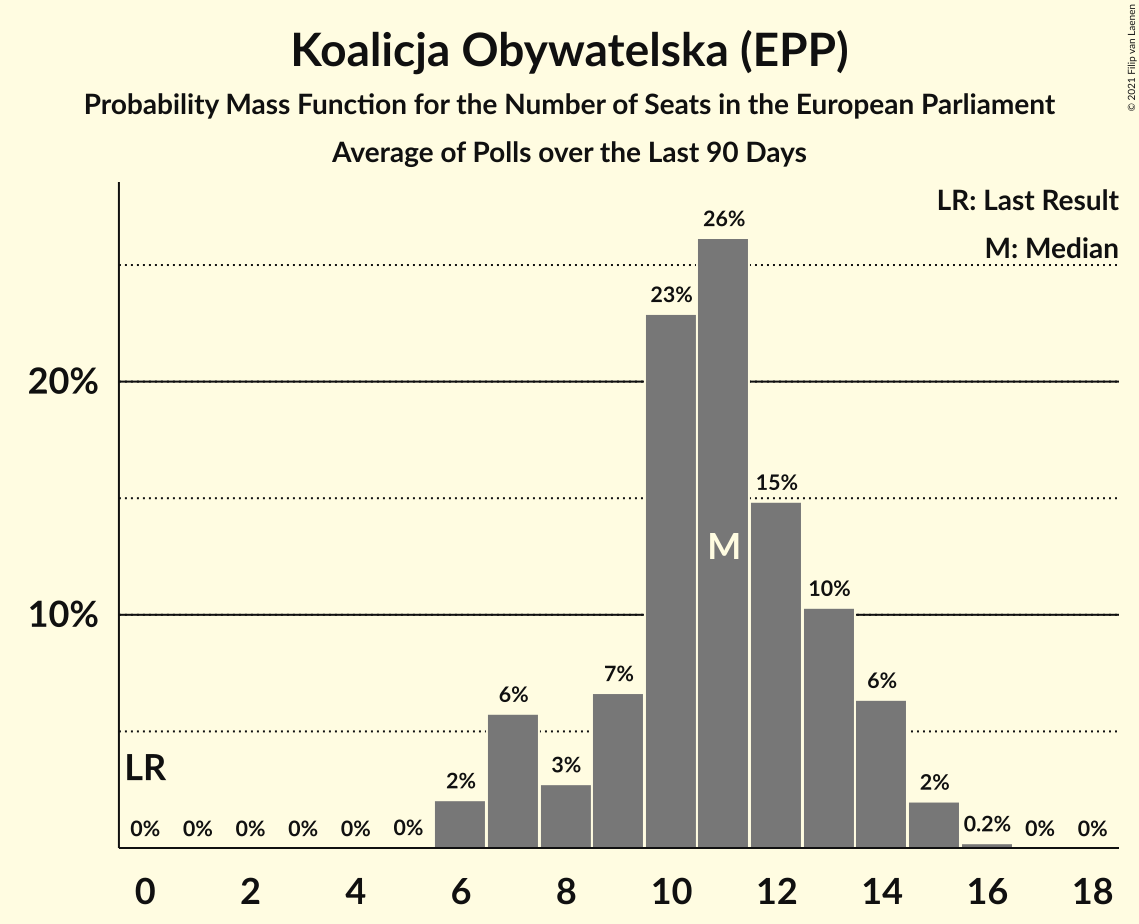 Koalicja Obywatelska (EPP)
Probability Mass Function for the Number of Seats in the European Parliament
Average of Polls over the Last 90 Days
© 2021 Filip van Laenen
LR: Last Result
M: Median
26%
23%
20%
15%
M
10%
10%
7%
6%
6%
LR
3%
2%
2%
0% 0% 0% 0% 0% 0% 0.2% 0% 0%
0 2 4 6 8 10 12 14 16 18